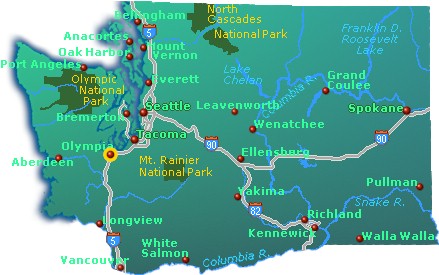 Bellingham
North
Cascades
National Park
Anacortes
5
Oak Harbor
Mount
Vernon
Franklin D.
Roosevelt
Lake
Port Angeles
Olympic
National
Park
Everett
Lake
Chelan
Columbia R.
Grand
Coulee
Bremerton
Seattle
Leavenworth
Spokane
Tacoma
Wenatchee
90
90
Olympia
Aberdeen
Mt. Rainier
National Park
Ellensberg
Yakima
Pullman
82
Snake R.
Longview
Richland
Kennewick
5
White
Salmon
Columbia R.
Walla Walla
Vancouver